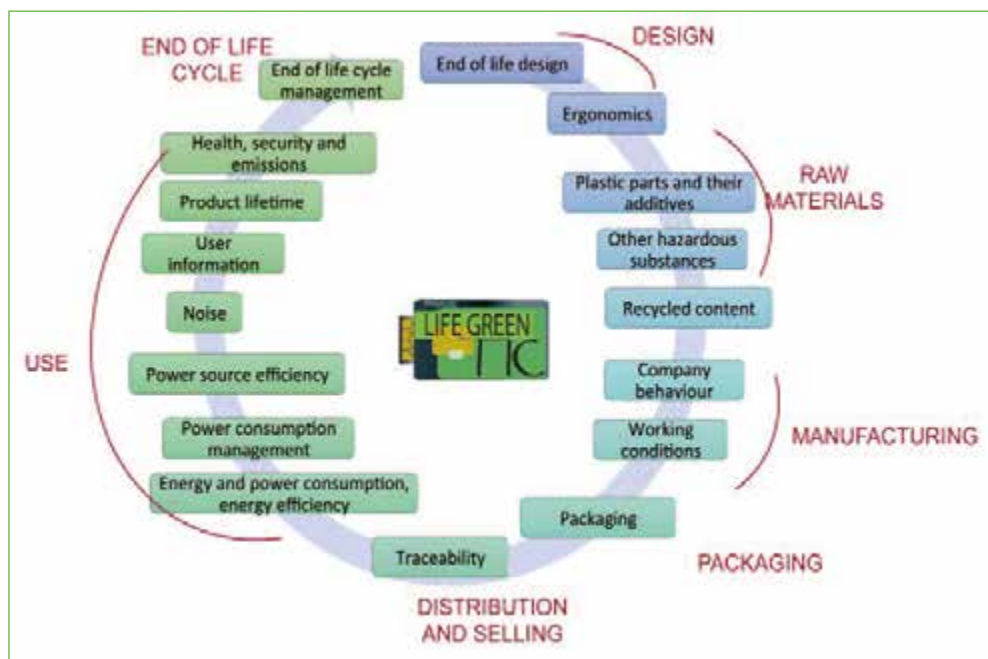 DESIGN
End of life design
Ergonomics
RAW
MATERIALS
Plastic parts and their
additives
Other hazardous
substances
Recycled content
MANUFACTURING
Company
behaviour
Working
conditions
PACKAGING
Packaging
DISTRIBUTION
AND SELLING
Traceability
USE
Energy and power consumption,
energy efficiency
Power consumption
management
Power source efficiency
Noise
User
information
Product lifetime
Health, security and
emissions
END OF LIFE
CYCLE
End of life cycle
management
LIFE GREEN
TIC